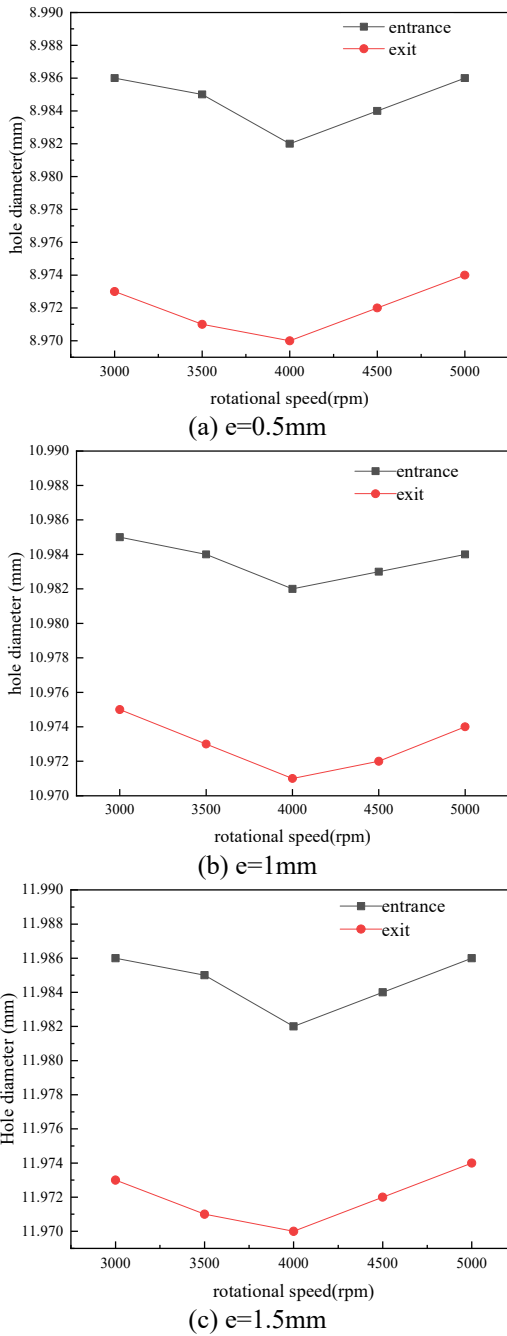 8.990
entrance
exit
8.988
8.986
8.984
8.982
8.980
8.978
8.976
8.974
8.972
8.970
hole diameter(mm)
3000 3500 4000 4500 5000
rotational speed(rpm)
(a) e=0.5mm
10.990
entrance
exit
10.988
10.986
10.984
10.982
10.980
10.978
10.976
10.974
10.972
10.970
hole diameter (mm)
3000 3500 4000 4500 5000
rotational speed(rpm)
(b) e=1mm
11.990
entrance
exit
11.988
11.986
11.984
11.982
11.980
11.978
11.976
11.974
11.972
11.970
Hole diameter (mm)
3000 3500 4000 4500 5000
rotational speed(rpm)
(c) e=1.5mm